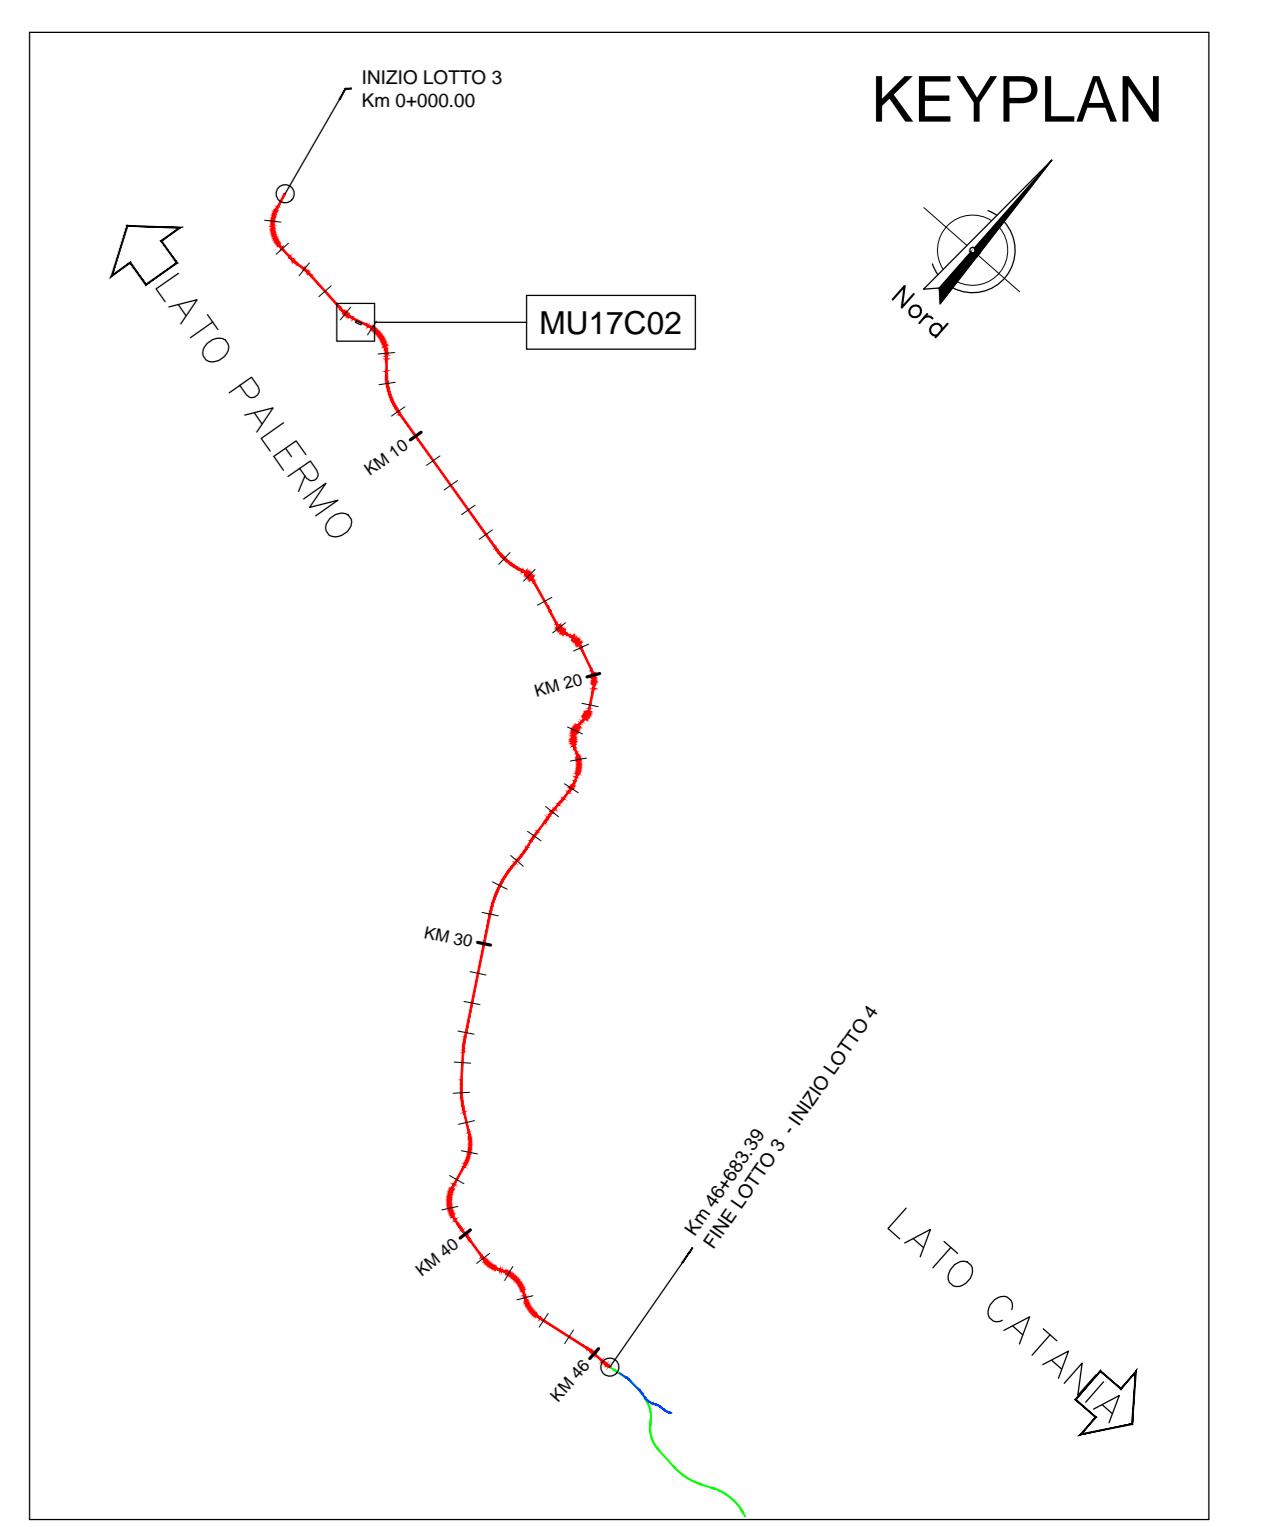 INIZIO LOTTO 3
Km 0+000.00
KEYPLAN
Nord
LATO PALERMO
MU17C02
KM 10
KM 20
KM 30
Km 46+683.39
FINE LOTTO 3 - INIZIO LOTTO 4
KM 40
LATO CATANIA
KM 46